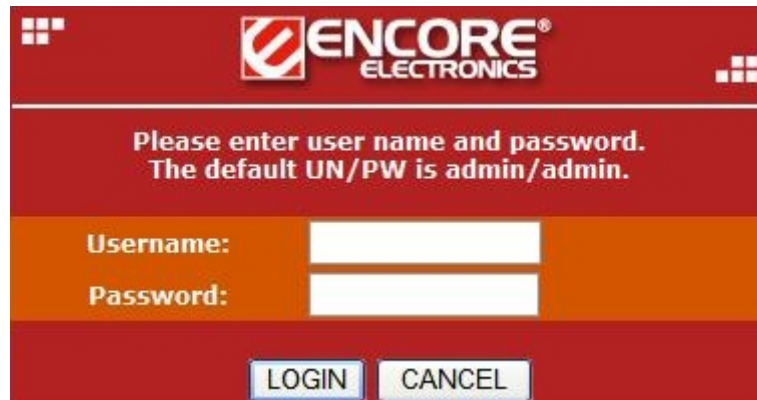 ENCORE®
ELECTRONICS
Please enter user name and password.
The default UN/PW is admin/admin.
Username:
Password:
LOGIN CANCEL